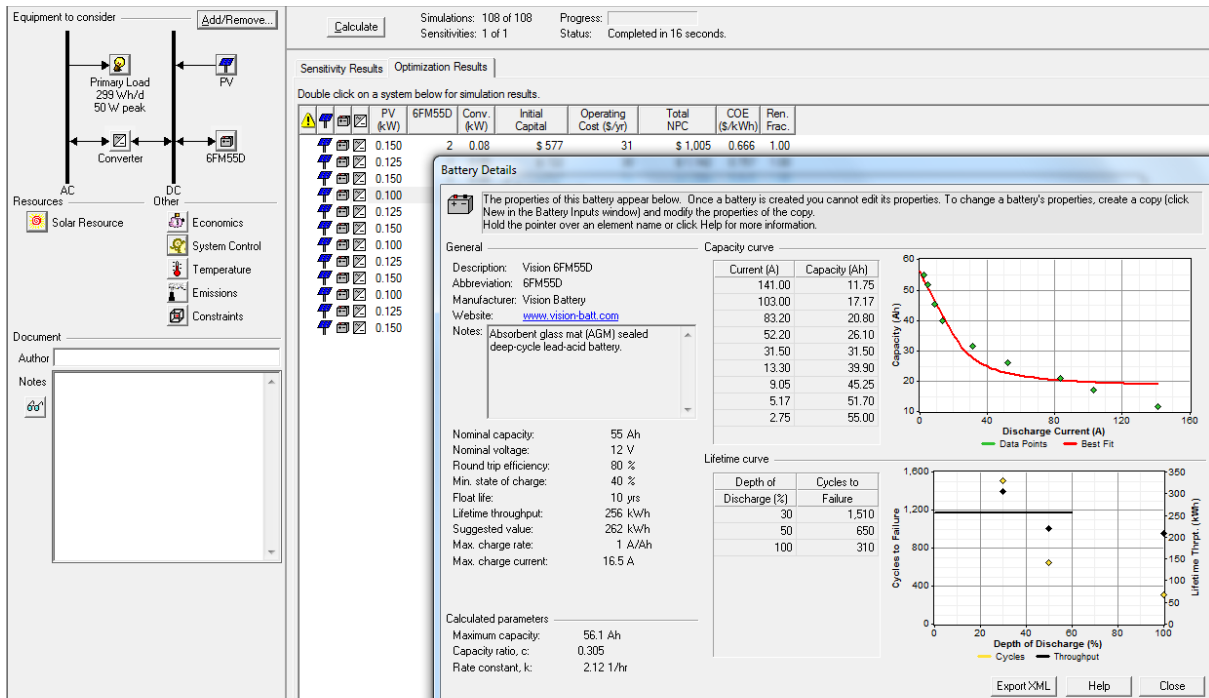 Equipment to consider
Add/Remove...
Primary Load
299 Wh/d
50 W peak
PV
Converter
6FM55D
AC
DC
Resources
Other
Solar Resource
Economics
System Control
Temperature
Emissions
Constraints
Document
Author
Notes
Calculate
Simulations: 108 of 108
Progress:
Sensitivities: 1 of 1
Status: Completed in 16 seconds.
Sensitivity Results
Optimization Results
Double click on a system below for simulation results.
PV (kW) 6FM55D Conv. (kW) Initial Capital Operating Cost ($/yr) Total NPC COE ($/kWh) Ren. Frac.
0.150 2 0.08 $ 577 31 $ 1,005 0.666 1.00
0.125
0.150
0.100
0.125
0.150
0.100
0.125
0.150
0.100
0.125
0.150
Battery Details
The properties of this battery appear below. Once a battery is created you cannot edit its properties. To change a battery's properties, create a copy (click
New in the Battery Inputs window) and modify the properties of the copy.
Hold the pointer over an element name or click Help for more information.
General
Description: Vision 6FM55D
Abbreviation: 6FM55D
Manufacturer: Vision Battery
Website: www.vision-batt.com
Notes: Absorbent glass mat (AGM) sealed
deep-cycle lead-acid battery.
Nominal capacity: 55 Ah
Nominal voltage: 12 V
Round trip efficiency: 80 %
Min. state of charge: 40 %
Float life: 10 yrs
Lifetime throughput: 256 kWh
Suggested value: 262 kWh
Max. charge rate: 1 A/Ah
Max. charge current: 16.5 A
Calculated parameters
Maximum capacity: 56.1 Ah
Capacity ratio, c: 0.305
Rate constant, k: 2.12 1/hr
Capacity curve
Current (A) Capacity (Ah)
141.00 11.75
103.00 17.17
83.20 20.80
52.20 26.10
31.50 31.50
13.30 39.90
9.05 45.25
5.17 51.70
2.75 55.00
Capacity (Ah)
60
50
40
30
20
10
0 40 80 120 160
Discharge Current (A)
Data Points Best Fit
Lifetime curve
Depth of Discharge (%) Cycles to Failure
30 1,510
50 650
100 310
Cycles to Failure
1,600
1,200
800
400
0
350
300
250
200
150
100
50
0
Lifetime Thrpt. (kWh)
0 20 40 60 80 100
Depth of Discharge (%)
Cycles Throughput
Export XML
Help
Close